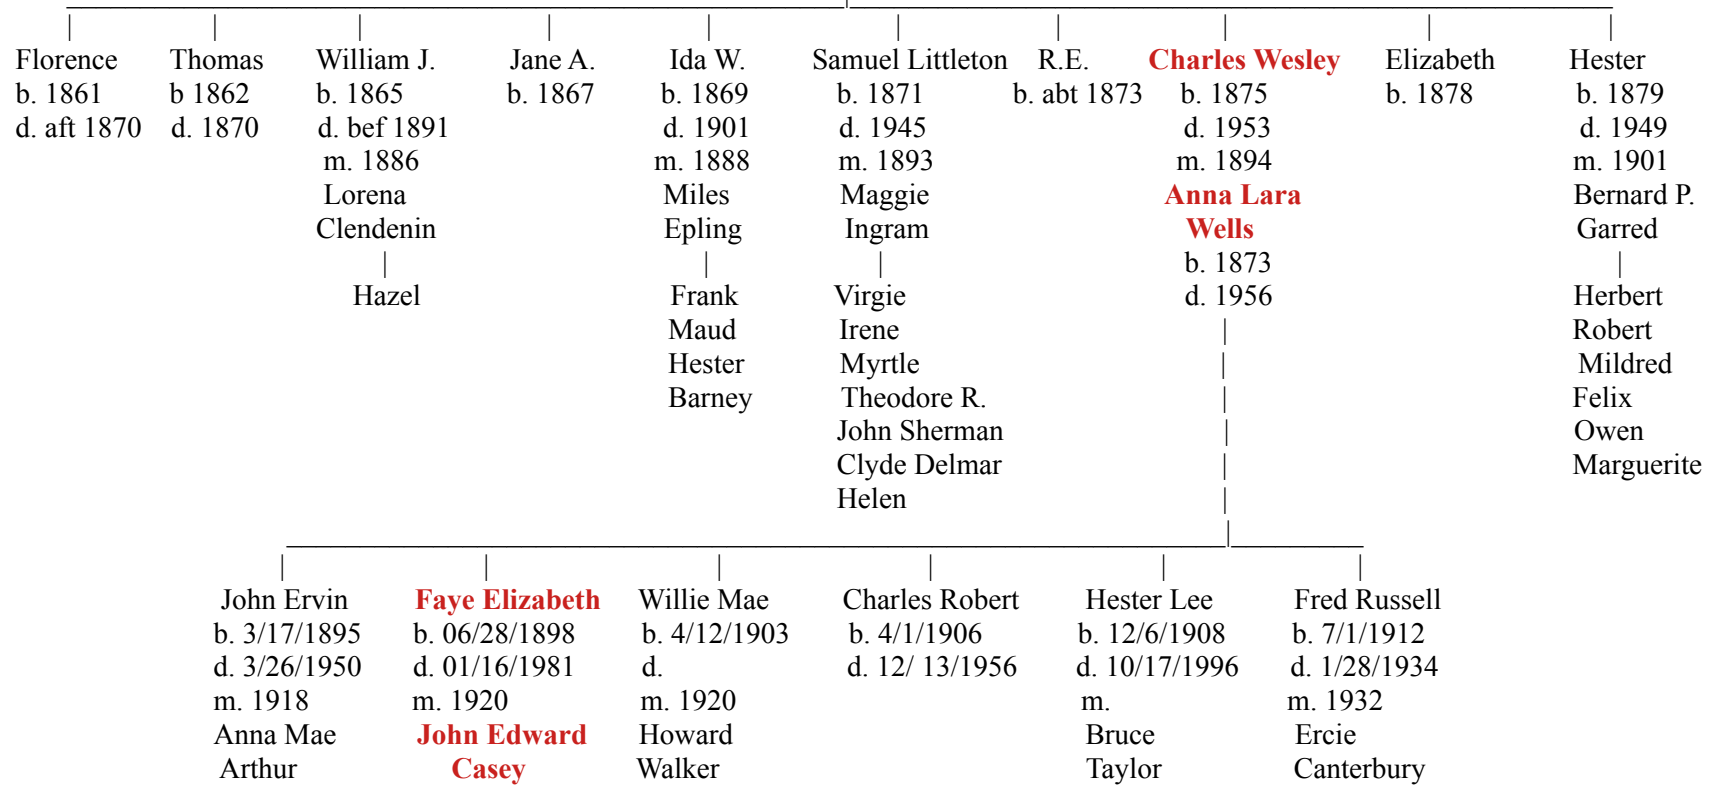 Florence Thomas William J. Jane A. Ida W. Samuel Littleton R.E. Charles Wesley Elizabeth Hester
b. 1861 b 1862 b. 1865 b. 1867 b. 1869 b. 1871 b. abt 1873 b. 1875 b. 1878 b. 1879
d. aft 1870 d. 1870 d. bef 1891 d. 1901 d. 1945 d. 1953 d. 1949
m. 1886 m. 1888 m. 1893 m. 1894 m. 1901
Lorena Miles Maggie Anna Lara Bernard P.
Clendenin Epling Ingram Wells Garred
b. 1873
Hazel Frank Virgie d. 1956 Herbert
Maud Irene Robert
Hester Myrtle Mildred
Barney Theodore R. Felix
John Sherman Owen
Clyde Delmar Marguerite
Helen
John Ervin Faye Elizabeth Willie Mae Charles Robert Hester Lee Fred Russell
b. 3/17/1895 b. 06/28/1898 b. 4/12/1903 b. 4/1/1906 b. 12/6/1908 b. 7/1/1912
d. 3/26/1950 d. 01/16/1981 d. d. 12/ 13/1956 d. 10/17/1996 d. 1/28/1934
m. 1918 m. 1920 m. 1920 m. m. 1932
Anna Mae John Edward Howard Bruce Ercie
Arthur Casey Walker Taylor Canterbury